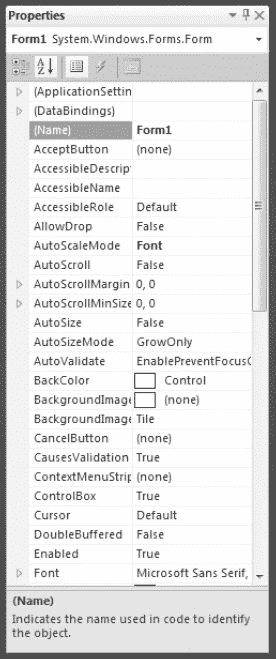 Properties
Form1 System.Windows.Forms.Form
(ApplicationSettin
(DataBindings)
(Name) Form1
AcceptButton (none)
AccessibleDescript
AccessibleName
AccessibleRole Default
AllowDrop False
AutoScaleMode Font
AutoScroll False
AutoScrollMargin 0, 0
AutoScrollMinSize 0, 0
AutoSize False
AutoSizeMode GrowOnly
AutoValidate EnablePreventFocusC
BackColor Control
BackgroundImage (none)
BackgroundImage Tile
CancelButton (none)
CausesValidation True
ContextMenuStrip (none)
ControlBox True
Cursor Default
DoubleBuffered False
Enabled True
Font Microsoft Sans Serif,
(Name)
Indicates the name used in code to identify
the object.